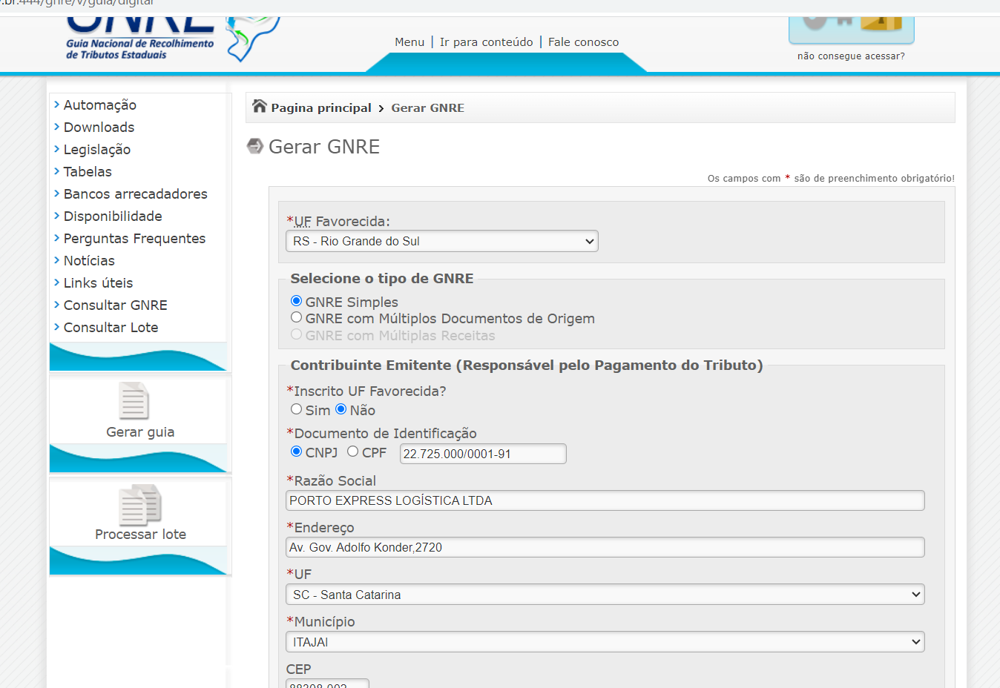 .br:444/gnre/v/guia/digitar
GNRE
Guia Nacional de Recolhimento
de Tributos Estaduais
Menu | Ir para conteúdo | Fale conosco
não consegue acessar?
Automação
Downloads
Legislação
Tabelas
Bancos arrecadadores
Disponibilidade
Perguntas Frequentes
Notícias
Links úteis
Consultar GNRE
Consultar Lote
Gerar guia
Processar lote
Pagina principal > Gerar GNRE
Gerar GNRE
Os campos com * são de preenchimento obrigatório!
*UF Favorecida:
RS - Rio Grande do Sul
Selecione o tipo de GNRE
GNRE Simples
GNRE com Múltiplos Documentos de Origem
GNRE com Múltiplas Receitas
Contribuinte Emitente (Responsável pelo Pagamento do Tributo)
*Inscrito UF Favorecida?
Sim Não
*Documento de Identificação
CNPJ CPF 22.725.000/0001-91
*Razão Social
PORTO EXPRESS LOGÍSTICA LTDA
*Endereço
Av. Gov. Adolfo Konder,2720
*UF
SC - Santa Catarina
*Município
ITAJAI
CEP
88308-002